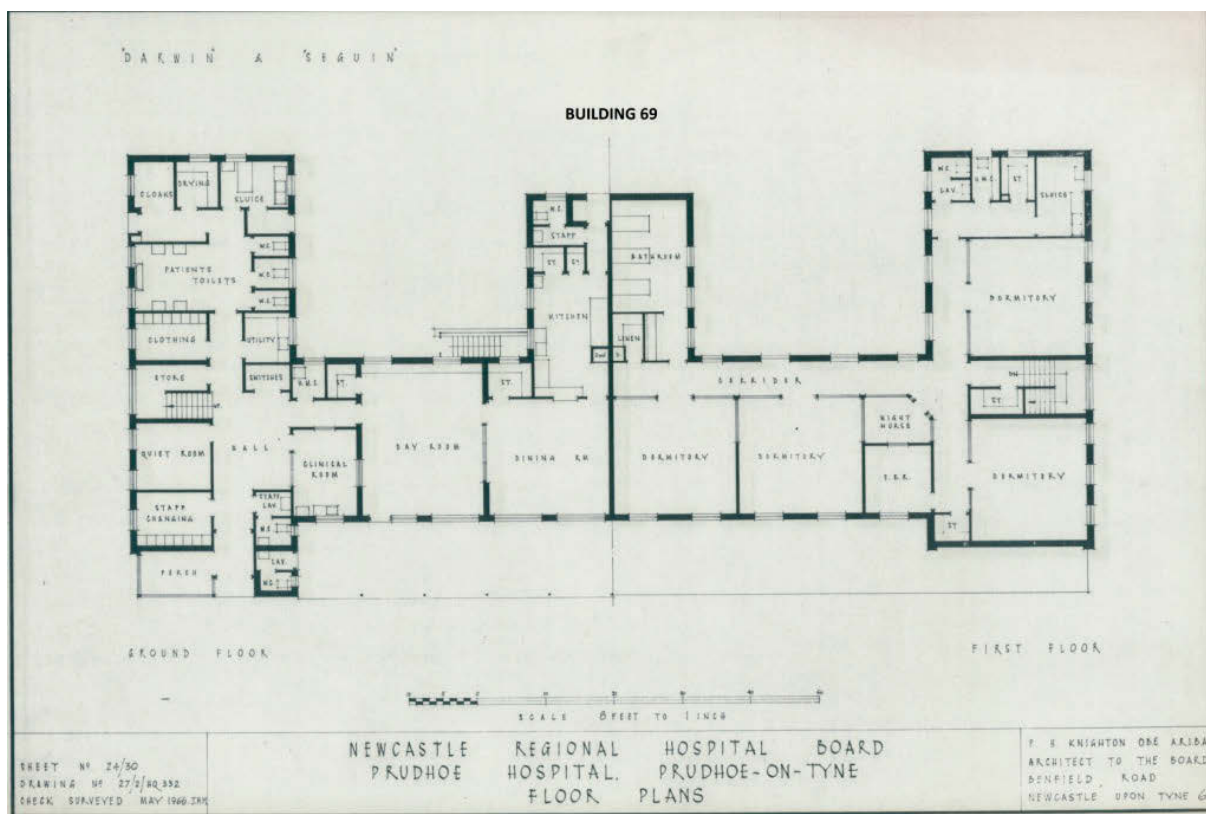 "DARWIN" & "SEGUIN"
BUILDING 69
CLOAKS
DRYING
SLUICE
W.C.
W.C.
W.C.
PATIENTS
TOILETS
CLOTHING
UTILITY
STORE
SWITCHES
UP
QUIET ROOM
HALL
STAFF
CHANGING
PORCH
STAFF
LAV.
W.C.
LAV.
W.C.
CLINICAL
ROOM
H.M.C.
ST.
DAY ROOM
ST.
DINING RM
W.C.
STAFF
ST.
ST.
KITCHEN
BATHROOM
LINEN
CORRIDOR
DORMITORY
DORMITORY
NIGHT
NURSE
W.C.
LAV.
H.M.C.
ST.
SLUICE
DORMITORY
DN
ST.
DORMITORY
ST.
GROUND FLOOR
FIRST FLOOR
SCALE 8 FEET TO 1 INCH
SHEET Nº 24/30
DRAWING Nº 27/2/HQ 332
CHECK SURVEYED MAY 1966
NEWCASTLE REGIONAL HOSPITAL BOARD
PRUDHOE HOSPITAL. PRUDHOE-ON-TYNE
FLOOR PLANS
KNIGHTON OBE A.R.I.B.A
ARCHITECT TO THE BOARD
BENFIELD ROAD
NEWCASTLE UPON TYNE 6